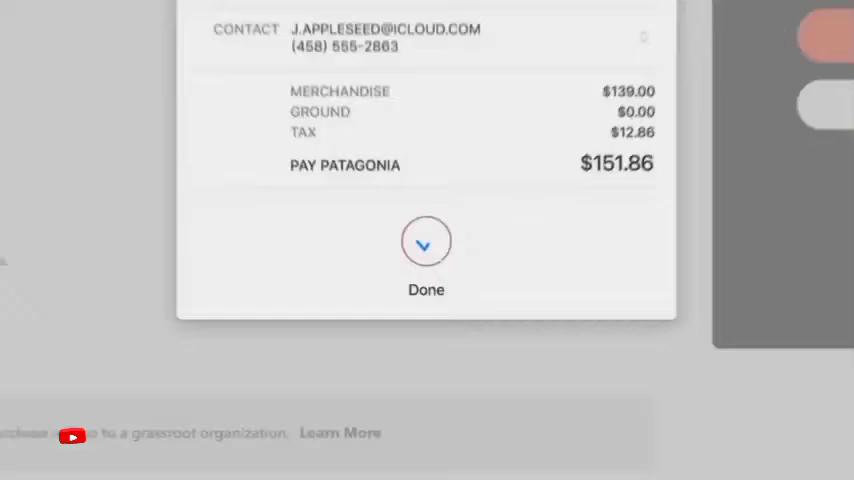 CONTACT J.APPLESEED@ICLOUD.COM
(458) 555-2863
MERCHANDISE $139.00
GROUND $0.00
TAX $12.86
PAY PATAGONIA $151.86
Done
to a grassroot organization. Learn More